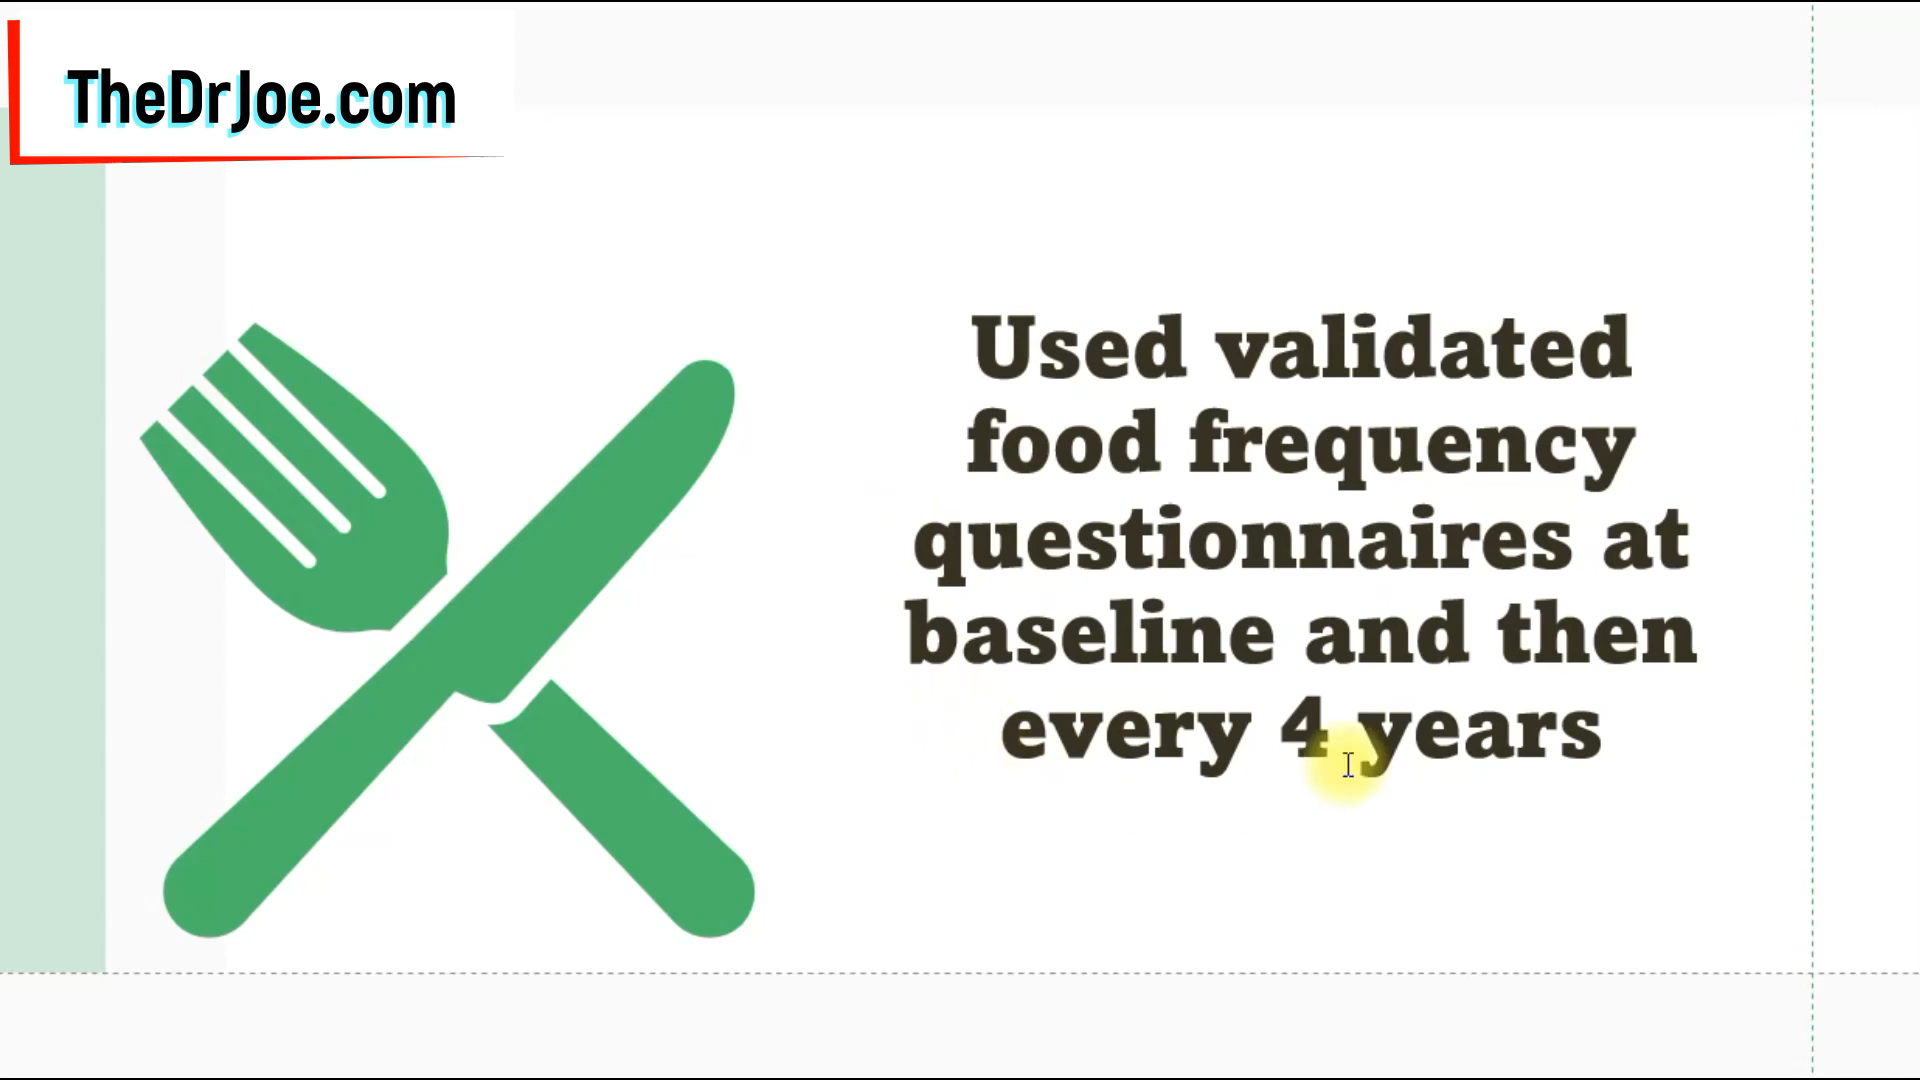 TheDrJoe.com
Used validated
food frequency
questionnaires at
baseline and then
every 4 years